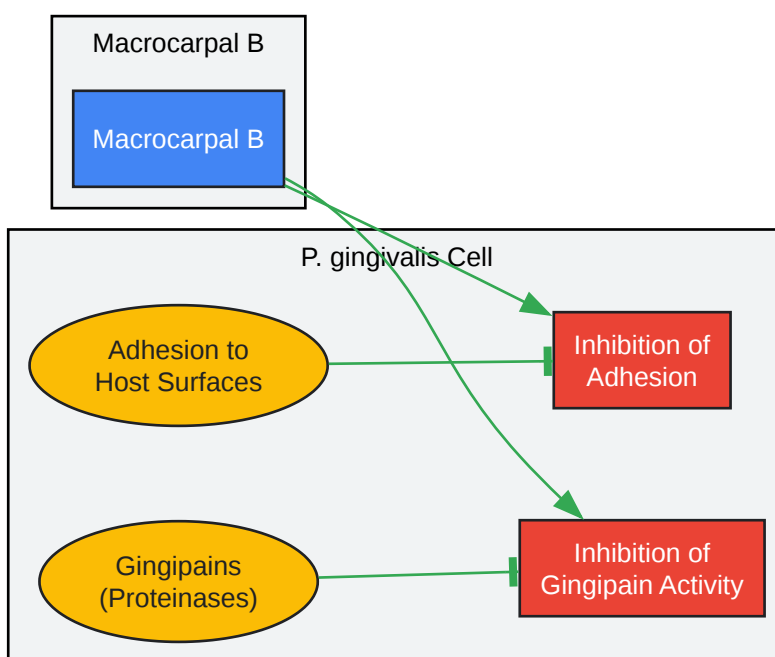 Macrocarpal B
Macrocarpal B
P. gingivalis Cell
Adhesion to
Host Surfaces
Inhibition of
Adhesion
Gingipains
(Proteinases)
Inhibition of
Gingipain Activity